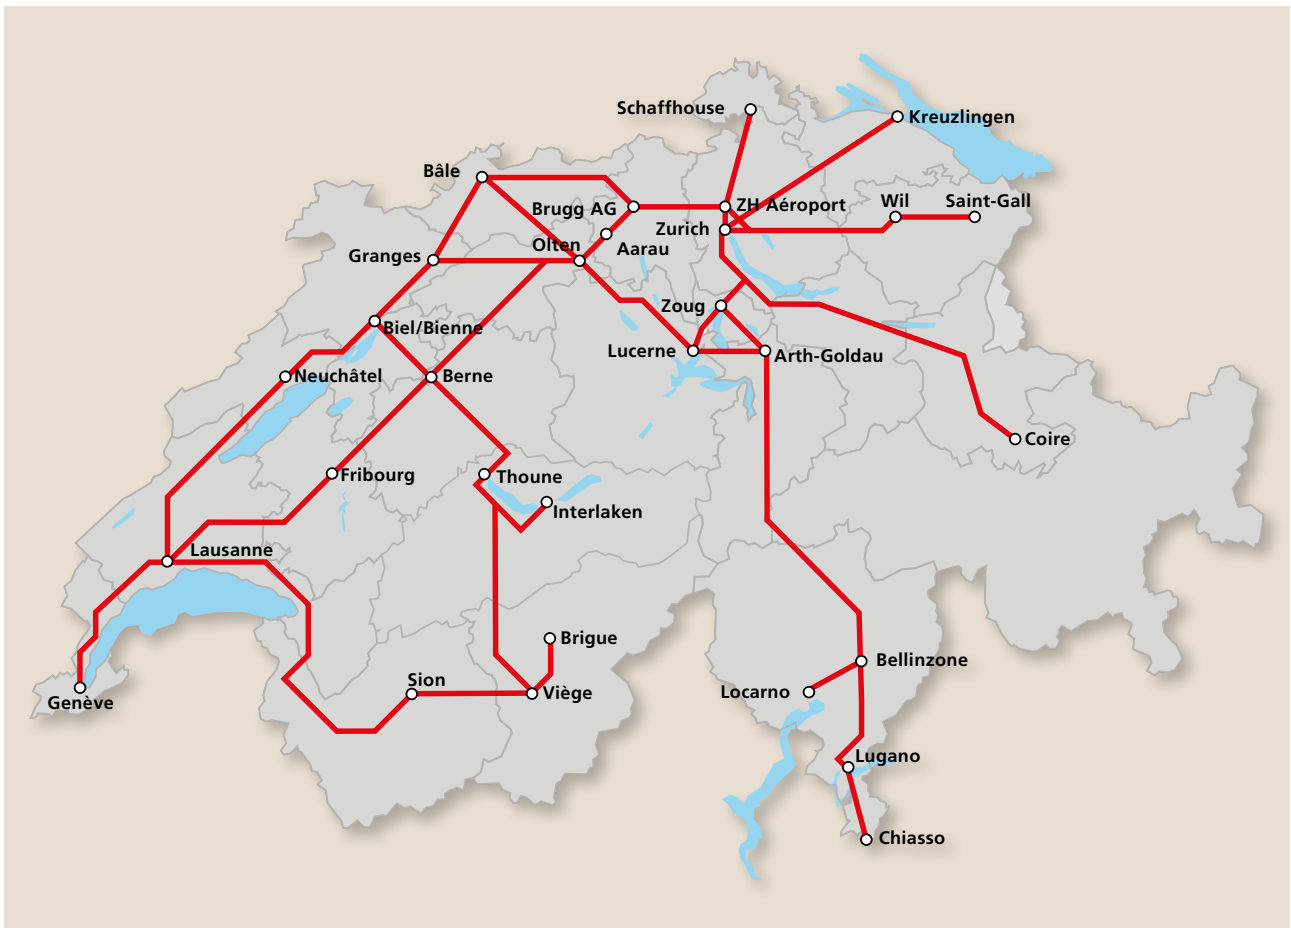 Schaffhouse
Kreuzlingen
Bâle
Brugg AG
ZH Aéroport
Wil
Saint-Gall
Zurich
Olten
Aarau
Granges
Zoug
Biel/Bienne
Lucerne
Arth-Goldau
Neuchâtel
Berne
Coire
Fribourg
Thoune
Interlaken
Lausanne
Brigue
Bellinzone
Sion
Viège
Locarno
Genève
Lugano
Chiasso